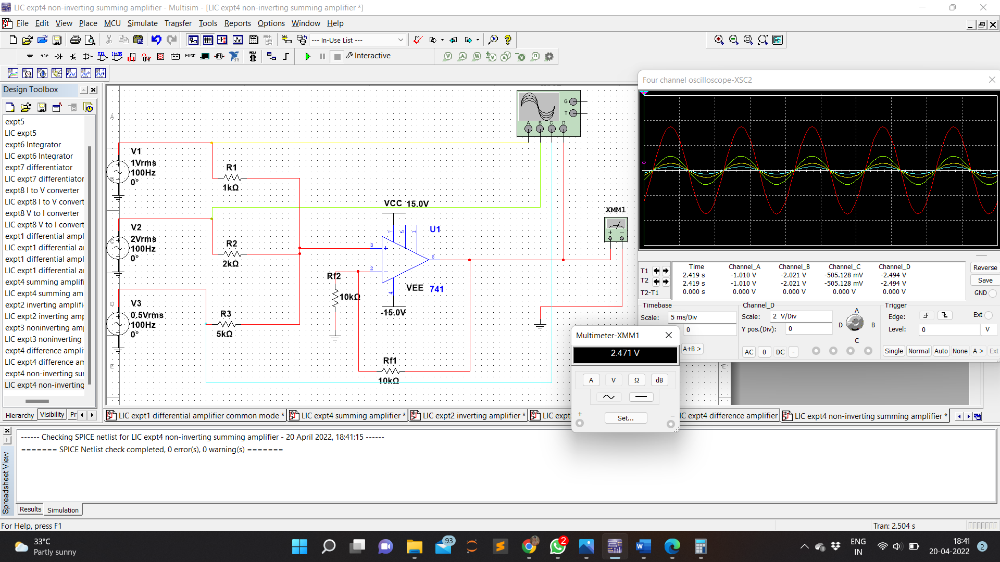 LIC expt4 non-inverting summing amplifier - Multisim - [LIC expt4 non-inverting summing amplifier *]
File Edit View Place MCU Simulate Transfer Tools Reports Options Window Help
--- In-Use List ---
MISC
Interactive
Design Toolbox
expt5
LIC expt5
expt6 Integrator
LIC expt6 Integrator
expt7 differentiator
LIC expt7 differentiator
expt8 I to V converter
LIC expt8 I to V convert
expt8 V to I converter
LIC expt8 V to I convert
expt1 differential ampl
LIC expt1 differential a
expt1 differential ampl
LIC expt1 differential a
expt4 summing amplifi
LIC expt4 summing am
expt2 inverting amplifi
LIC expt2 inverting amp
expt3 noninverting am
LIC expt3 noninverting
expt4 difference ampli
LIC expt4 difference am
expt4 non-inverting su
LIC expt4 non-inverting
Hierarchy Visibility Pr
A
B
C
D
E
V1
1Vrms
100Hz
0°
R1
1kΩ
V2
2Vrms
100Hz
0°
R2
2kΩ
V3
0.5Vrms
100Hz
0°
R3
5kΩ
VCC 15.0V
U1
7 5 1
3
2
6
4
VEE 741
-15.0V
Rf2
10kΩ
Rf1
10kΩ
G
T
A B C D
XMM1
E
Four channel oscilloscope-XSC2
Time Channel_A Channel_B Channel_C Channel_D
T1 2.419 s -1.010 V -2.021 V -505.128 mV -2.494 V
T2 2.419 s -1.010 V -2.021 V -505.128 mV -2.494 V
T2-T1 0.000 s 0.000 V 0.000 V 0.000 V 0.000 V
Reverse
Save
GND
Timebase
Scale: 5 ms/Div
0
A+B >
Channel_D
Scale: 2 V/Div
Y pos.(Div): 0
AC 0 DC -
A
B
C
D
Trigger
Edge: Ext
Level: 0 V
Single Normal Auto None A > Ext
Multimeter-XMM1
2.471 V
A V Ω dB
+ Set... -
LIC expt1 differential amplifier common mode * LIC expt4 summing amplifier * LIC expt2 inverting amplifier * LIC expt C expt4 difference amplifier LIC expt4 non-inverting summing amplifier *
Spreadsheet View
------ Checking SPICE netlist for LIC expt4 non-inverting summing amplifier - 20 April 2022, 18:41:15 ------
======= SPICE Netlist check completed, 0 error(s), 0 warning(s) =======
Results Simulation
For Help, press F1
Tran: 2.504 s
33°C
Partly sunny
93
2
ENG
IN
18:41
20-04-2022
2